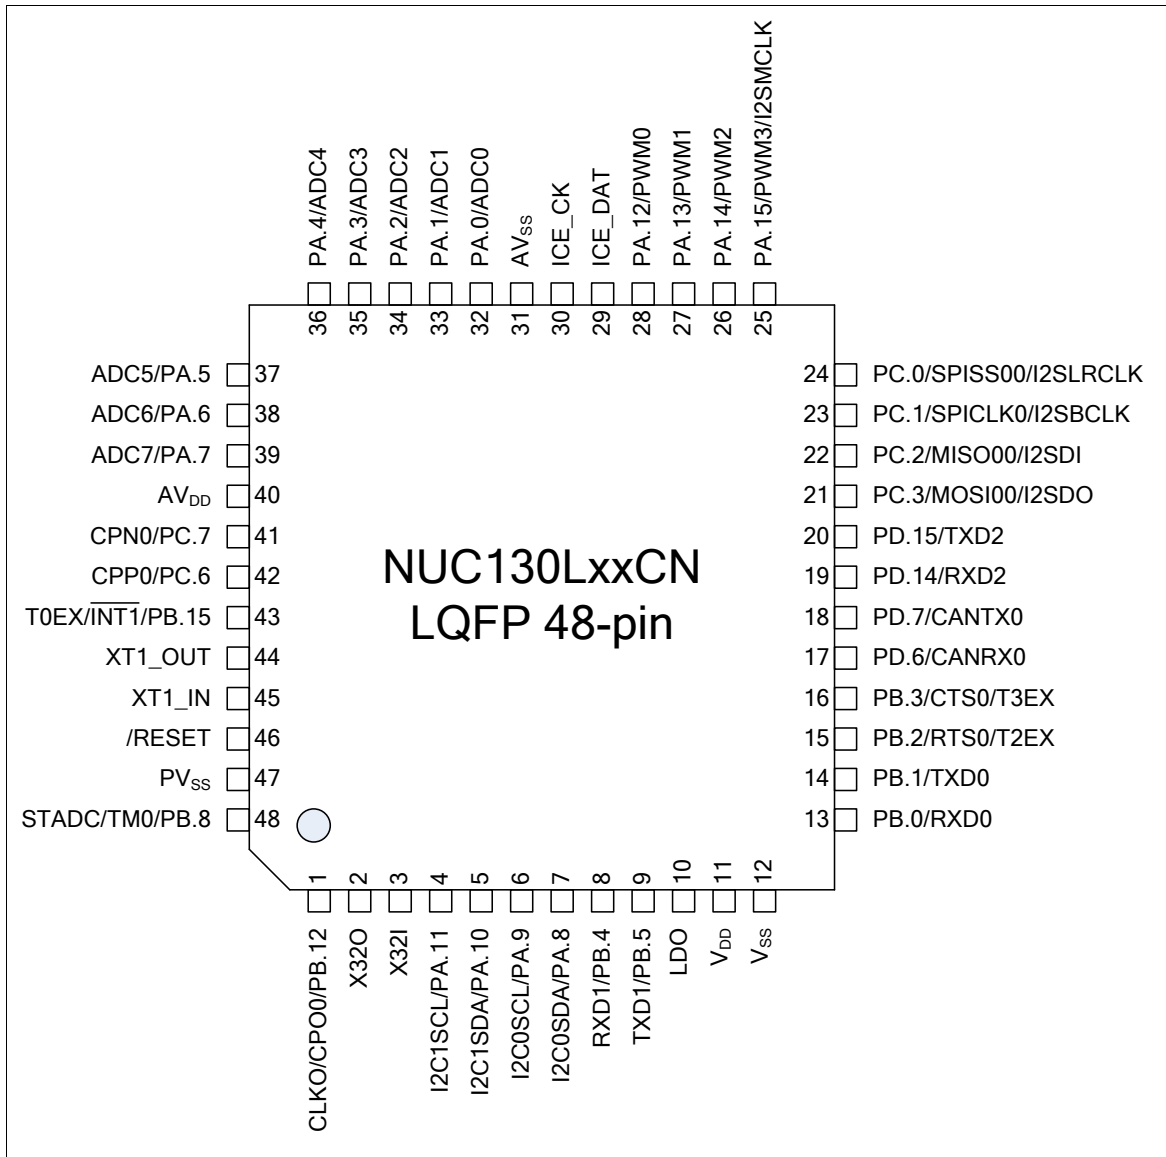 PA.4/ADC4
PA.3/ADC3
PA.2/ADC2
PA.1/ADC1
PA.0/ADC0
AVSS
ICE_CK
ICE_DAT
PA.12/PWM0
PA.13/PWM1
PA.14/PWM2
PA.15/PWM3/I2SMCLK
36
35
34
33
32
31
30
29
28
27
26
25
ADC5/PA.5 37
ADC6/PA.6 38
ADC7/PA.7 39
AVDD 40
CPN0/PC.7 41
CPP0/PC.6 42
T0EX/INT1/PB.15 43
XT1_OUT 44
XT1_IN 45
/RESET 46
PVSS 47
STADC/TM0/PB.8 48
NUC130LxxCN
LQFP 48-pin
24 PC.0/SPISS00/I2SLRCLK
23 PC.1/SPICLK0/I2SBCLK
22 PC.2/MISO00/I2SDI
21 PC.3/MOSI00/I2SDO
20 PD.15/TXD2
19 PD.14/RXD2
18 PD.7/CANTX0
17 PD.6/CANRX0
16 PB.3/CTS0/T3EX
15 PB.2/RTS0/T2EX
14 PB.1/TXD0
13 PB.0/RXD0
1
2
3
4
5
6
7
8
9
10
11
12
CLKO/CPO0/PB.12
X32O
X32I
I2C1SCL/PA.11
I2C1SDA/PA.10
I2C0SCL/PA.9
I2C0SDA/PA.8
RXD1/PB.4
TXD1/PB.5
LDO
VDD
VSS